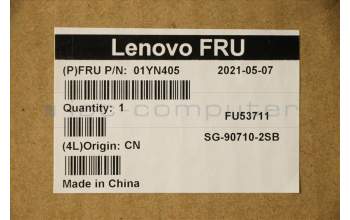 Lenovo FRU
(P)FRU P/N: 01YN405 2021-05-07
Quantity: 1
FU53711
SG-90710-2SB
(4L)Origin: CN
Made in China